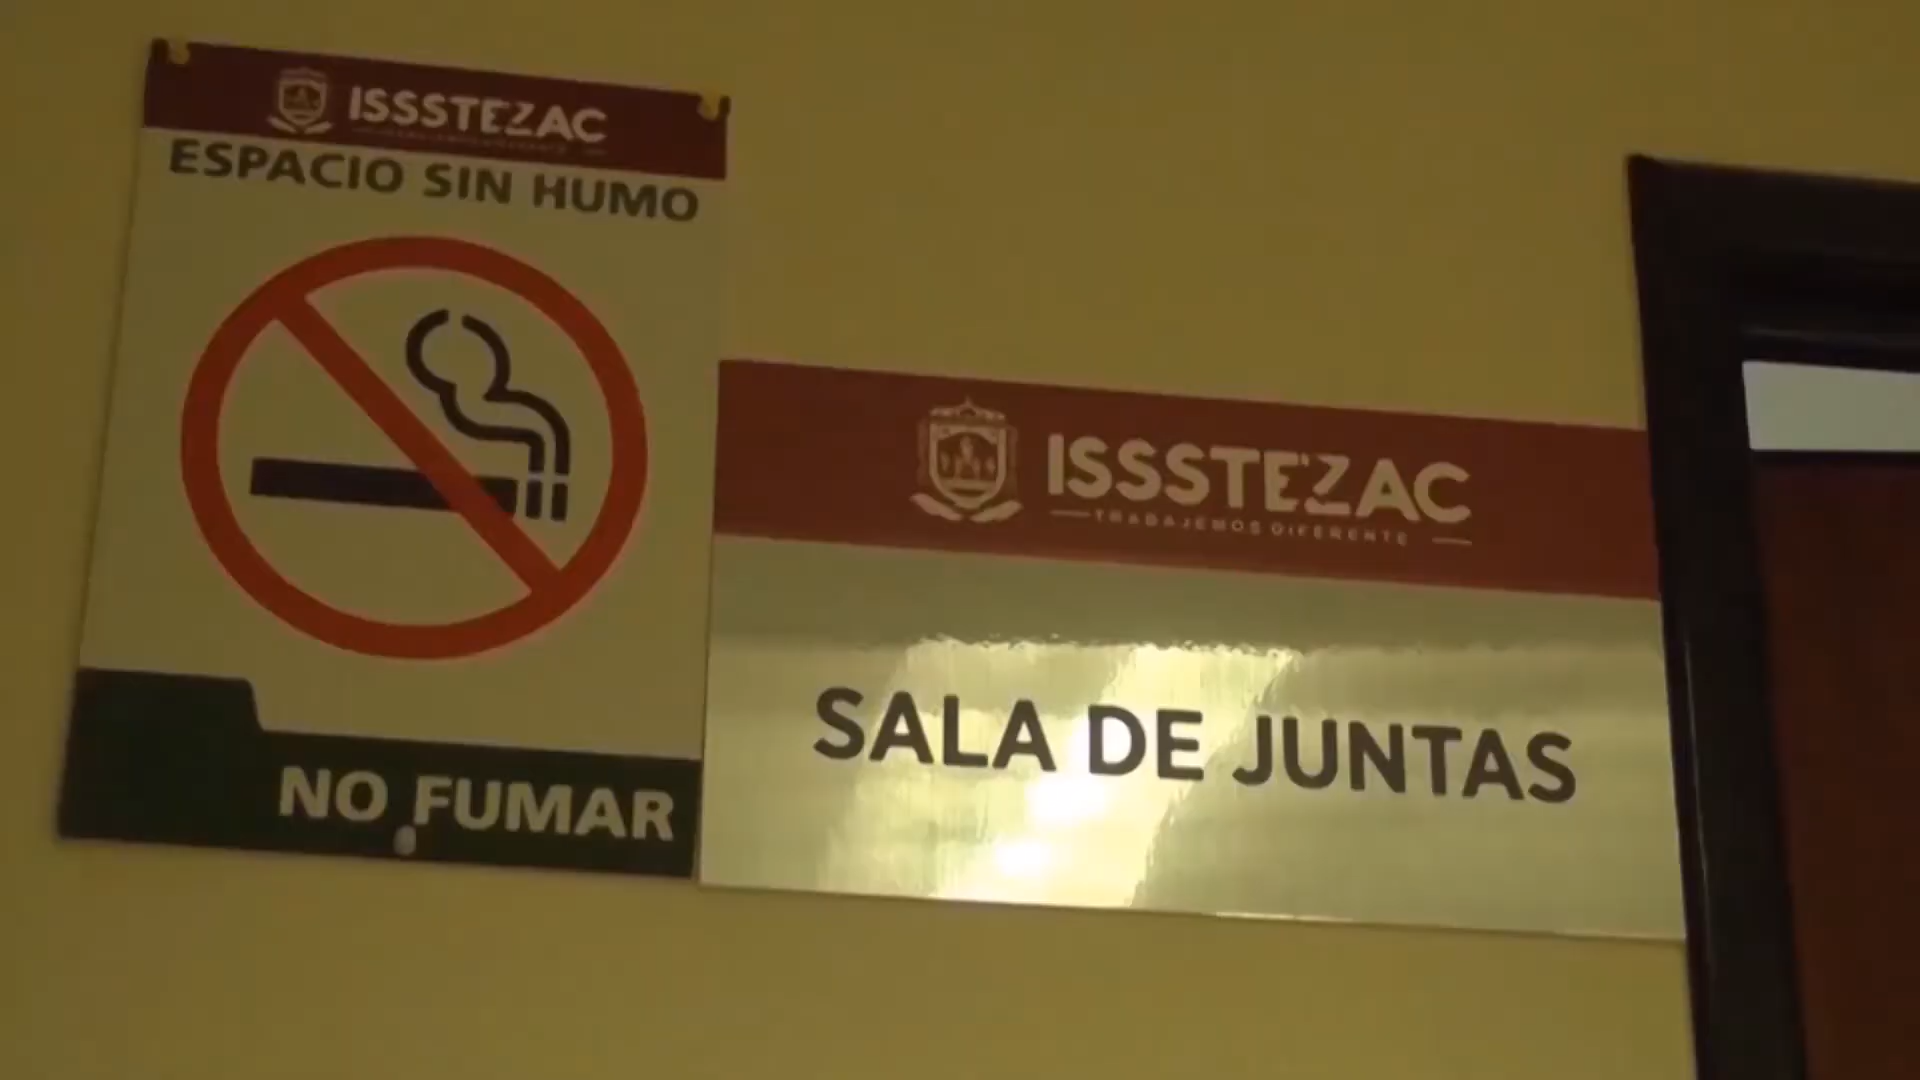 ISSSTEZAC
ESPACIO SIN HUMO
NO FUMAR
ISSSTEZAC
TRABAJEMOS DIFERENTE
SALA DE JUNTAS